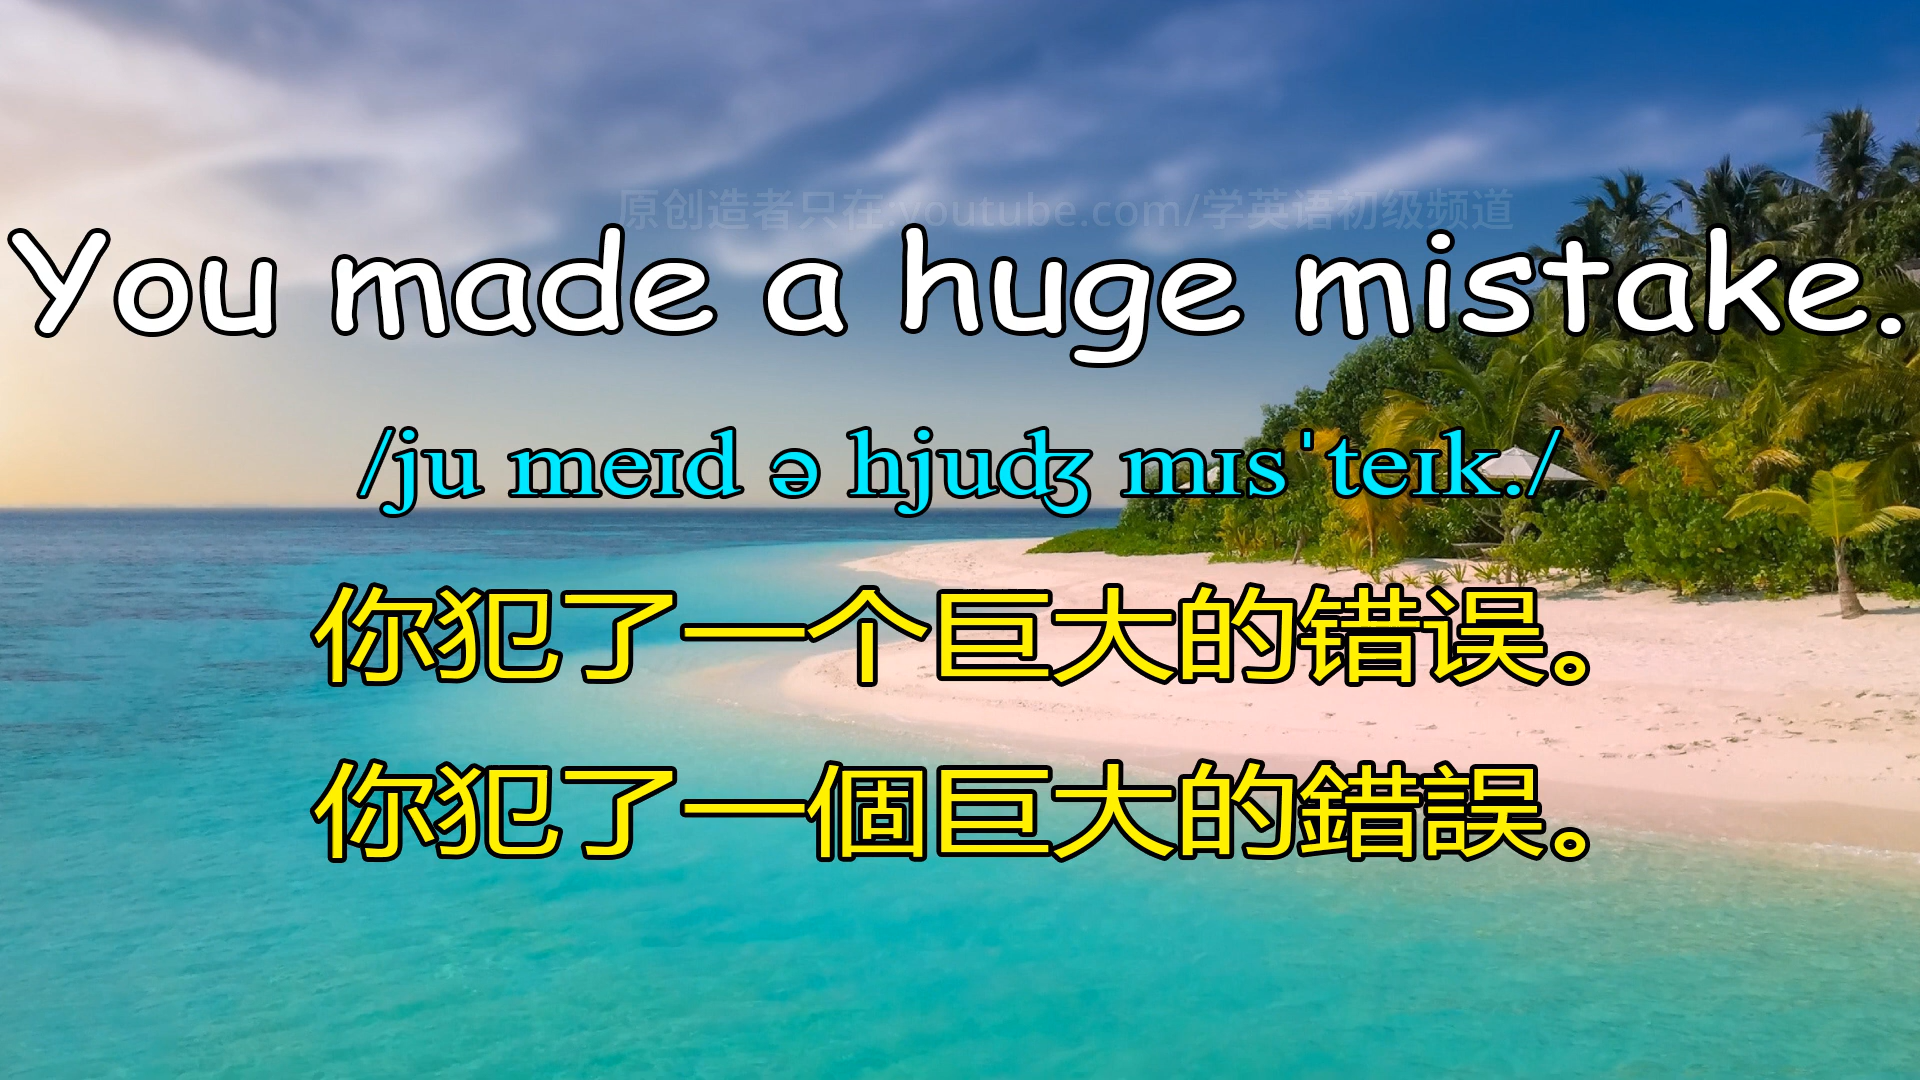 原创造者只在:youtube.com/学英语初级频道
You made a huge mistake.
/ju meɪd ə hjuʤ mɪsˈteɪk./
你犯了一个巨大的错误。
你犯了一個巨大的錯誤。